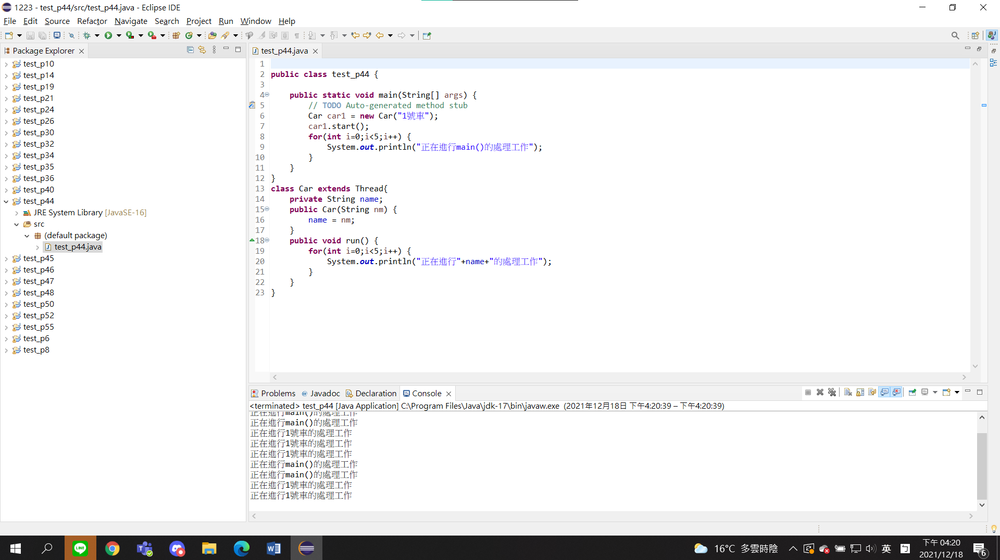 1223 - test_p44/src/test_p44.java - Eclipse IDE
File Edit Source Refactor Navigate Search Project Run Window Help
Package Explorer
test_p10
test_p14
test_p19
test_p21
test_p24
test_p26
test_p30
test_p32
test_p34
test_p35
test_p36
test_p40
test_p44
JRE System Library [JavaSE-16]
src
(default package)
test_p44.java
test_p45
test_p46
test_p47
test_p48
test_p50
test_p52
test_p55
test_p6
test_p8
test_p44.java
1
2 public class test_p44 {
3
4 public static void main(String[] args) {
5 // TODO Auto-generated method stub
6 Car car1 = new Car("1號車");
7 car1.start();
8 for(int i=0;i<5;i++) {
9 System.out.println("正在進行main()的處理工作");
10 }
11 }
12 }
13 class Car extends Thread{
14 private String name;
15 public Car(String nm) {
16 name = nm;
17 }
18 public void run() {
19 for(int i=0;i<5;i++) {
20 System.out.println("正在進行"+name+"的處理工作");
21 }
22 }
23 }
Problems @ Javadoc Declaration Console
<terminated> test_p44 [Java Application] C:\Program Files\Java\jdk-17\bin\javaw.exe (2021年12月18日 下午4:20:39 – 下午4:20:39)
正在進行main()的處理工作
正在進行main()的處理工作
正在進行1號車的處理工作
正在進行1號車的處理工作
正在進行1號車的處理工作
正在進行main()的處理工作
正在進行main()的處理工作
正在進行1號車的處理工作
正在進行1號車的處理工作
LINE
16°C 多雲時陰
英
下午 04:20
2021/12/18
6